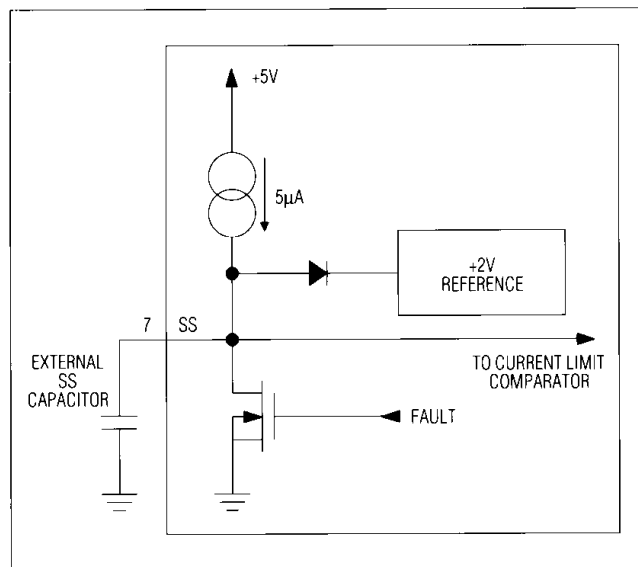 +5V
5µA
+2V
REFERENCE
7 SS
EXTERNAL
SS
CAPACITOR
TO CURRENT LIMIT
COMPARATOR
FAULT